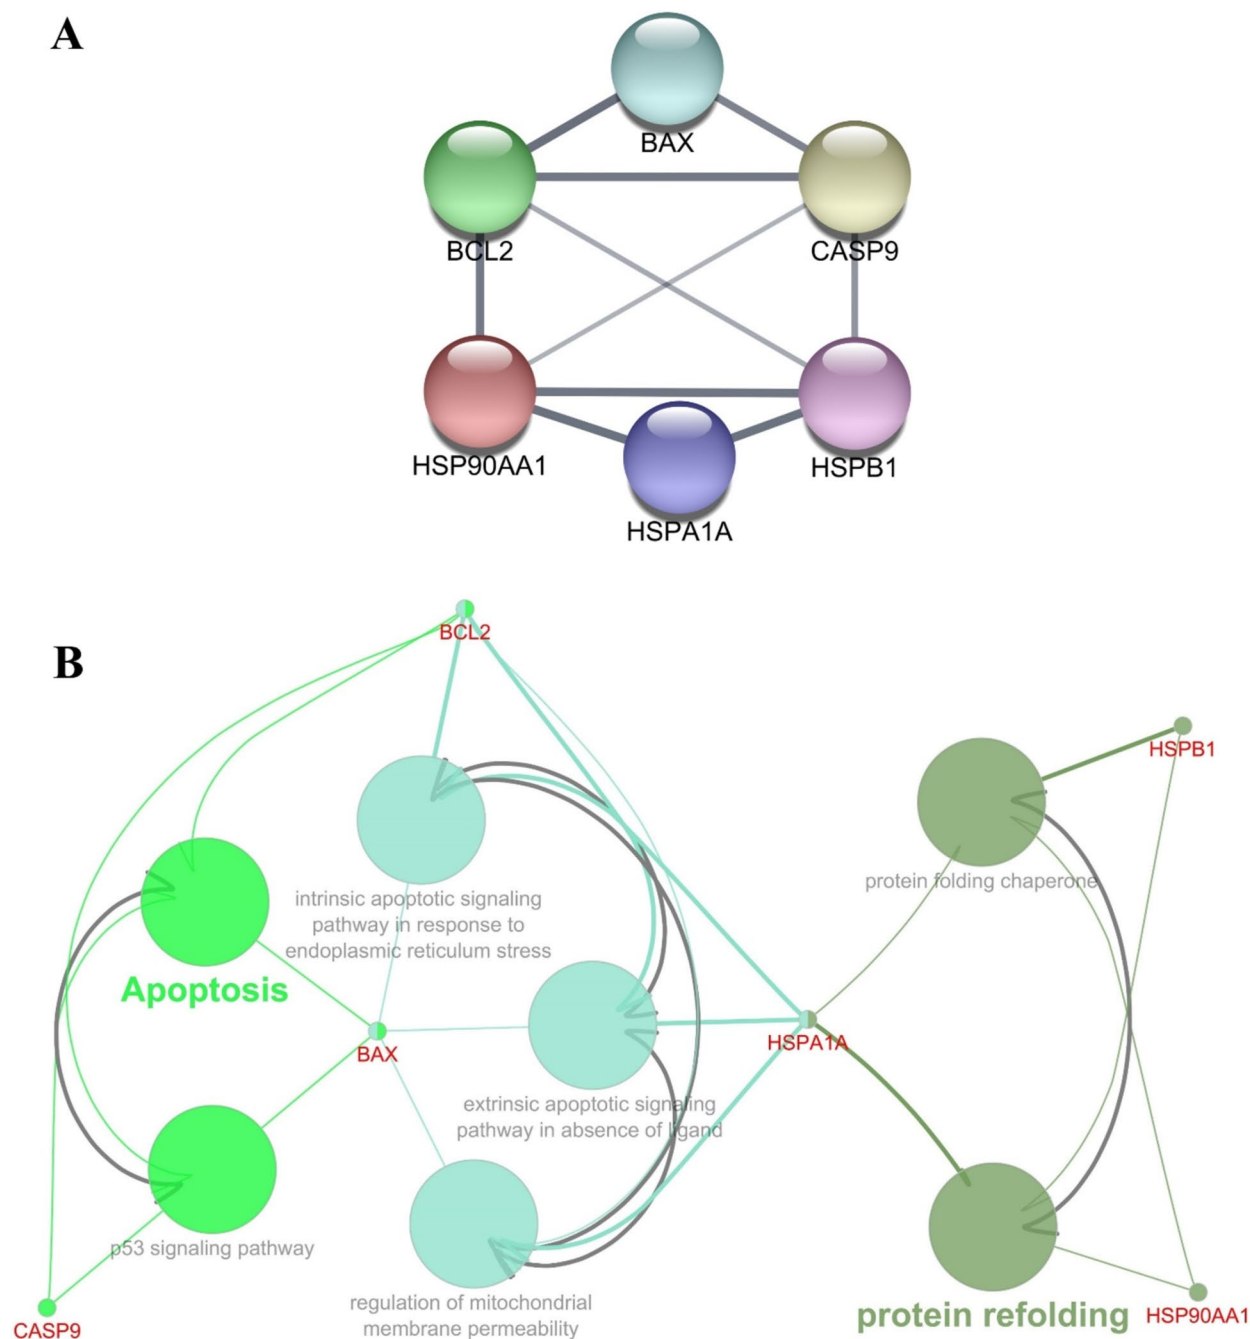 A
BAX
BCL2
CASP9
HSP90AA1
HSPB1
HSPA1A
B
BCL2
HSPB1
protein folding chaperone
intrinsic apoptotic signaling
pathway in response to
endoplasmic reticulum stress
Apoptosis
BAX
HSPA1A
extrinsic apoptotic signaling
pathway in absence of ligand
p53 signaling pathway
regulation of mitochondrial
membrane permeability
protein refolding
HSP90AA1
CASP9